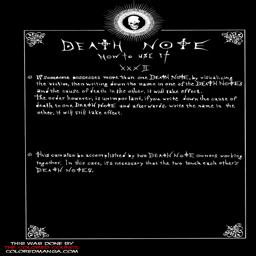 DEATH NOTE
HOW TO USE IT
XXXII
IF SOMEONE POSSESSES MORE THAN ONE DEATH NOTE, BY VISUALIZING
THE VICTIM, THEN WRITING DOWN THE NAME IN ONE OF THE DEATH NOTES
AND THE CAUSE OF DEATH IN THE OTHER, IT WILL TAKE EFFECT.
THE ORDER HOWEVER, IS UNIMPORTANT, IF YOU WRITE DOWN THE CAUSE OF
DEATH IN ONE DEATH NOTE AND AFTERWARDS WRITE THE NAME IN THE
OTHER, IT WILL STILL TAKE EFFECT.
THIS CAN ALSO BE ACCOMPLISHED BY TWO DEATH NOTE OWNERS WORKING
TOGETHER. IN THIS CASE, IT'S NECESSARY THAT THE TWO TOUCH EACH OTHER'S
DEATH NOTES.
THIS WAS DONE BY
COLOREDMANGA.COM